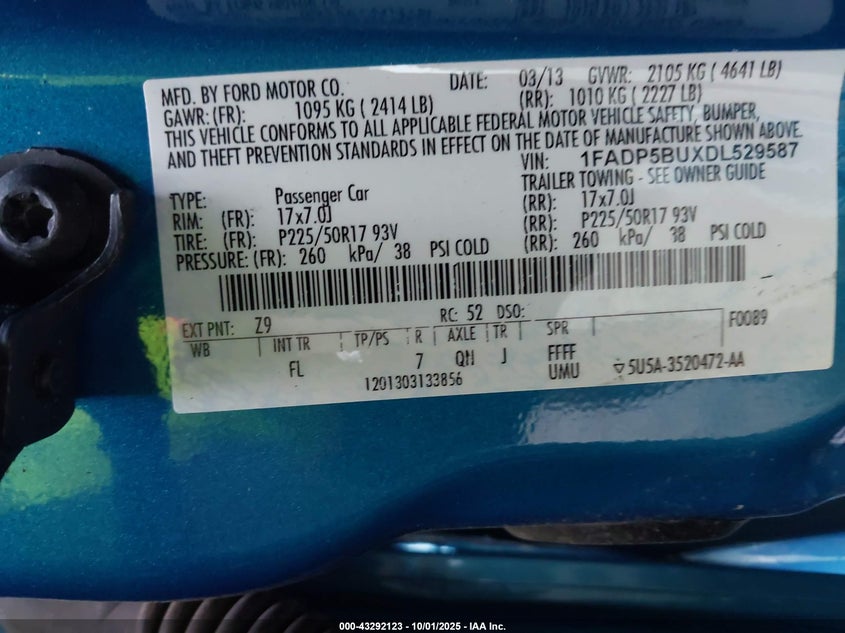 MFD. BY FORD MOTOR CO. DATE: 03/13 GVWR: 2105 KG ( 4641 LB)
GAWR: (FR): 1095 KG ( 2414 LB) (RR): 1010 KG ( 2227 LB)
THIS VEHICLE CONFORMS TO ALL APPLICABLE FEDERAL MOTOR VEHICLE SAFETY, BUMPER,
AND THEFT PREVENTION STANDARDS IN EFFECT ON THE DATE OF MANUFACTURE SHOWN ABOVE.
VIN: 1FADP5BUXDL529587
TYPE: Passenger Car TRAILER TOWING - SEE OWNER GUIDE
RIM: (FR): 17x7.0J (RR): 17x7.0J
TIRE: (FR): P225/50R17 93V (RR): P225/50R17 93V
PRESSURE: (FR): 260 kPa/ 38 PSI COLD (RR): 260 kPa/ 38 PSI COLD
EXT PNT: Z9 RC: 52 DSO: F0089
WB INT TR TP/PS R AXLE TR SPR
FL 7 QN J FFFF
UMU 5U5A-3520472-AA
1201303133856
000-43292123 - 10/01/2025 - IAA Inc.